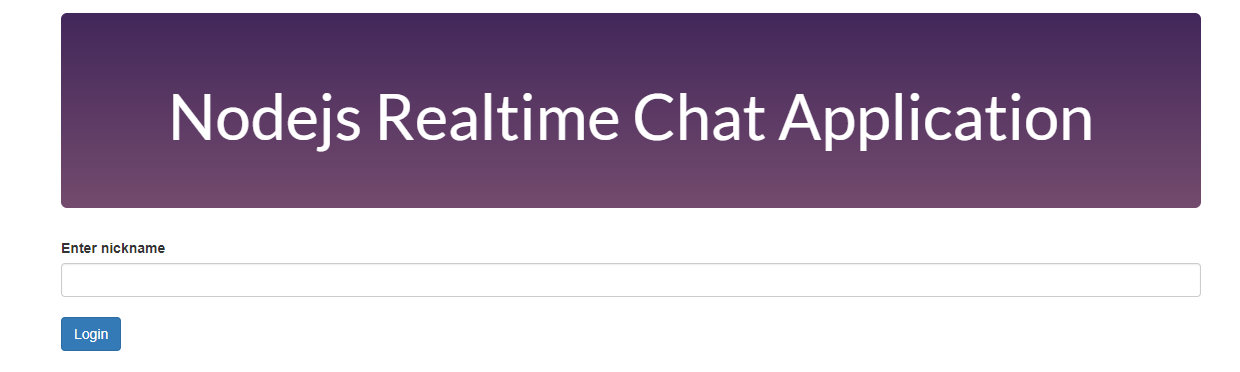 Nodejs Realtime Chat Application
Enter nickname
Login